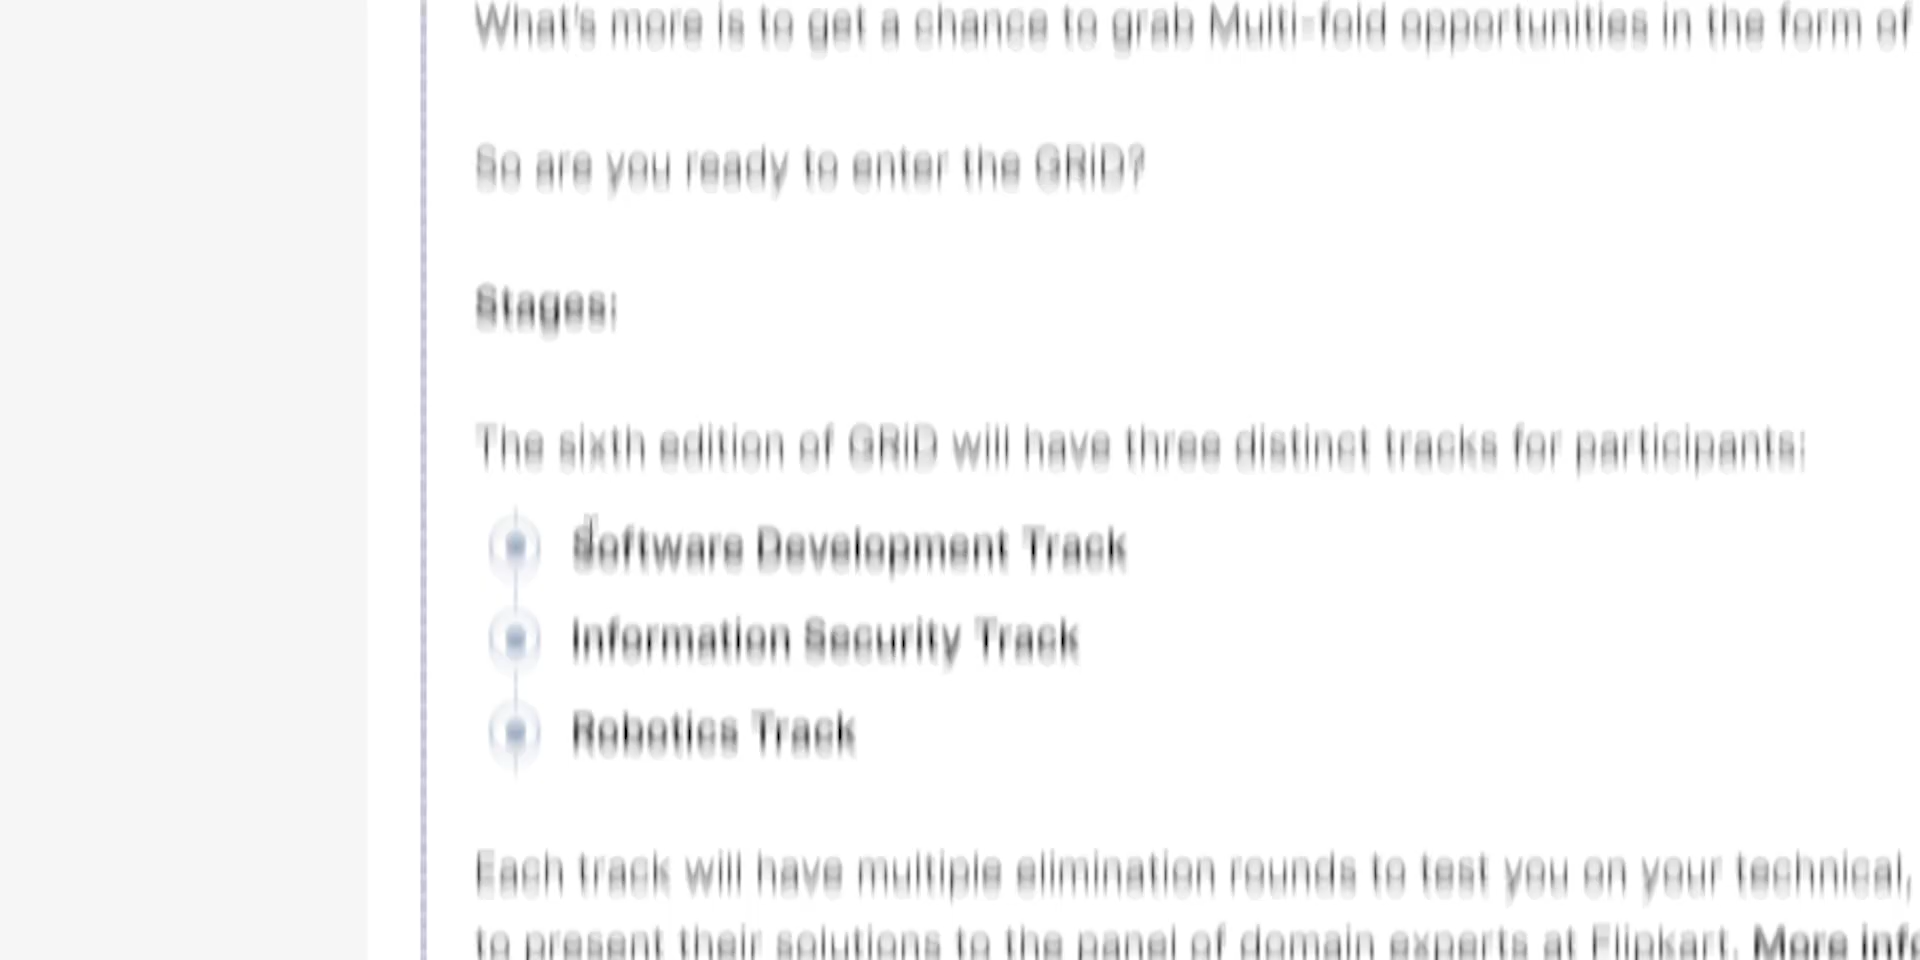 What's more is to get a chance to grab Multi-fold opportunities in the form of
So are you ready to enter the GRiD?
Stages:
The sixth edition of GRiD will have three distinct tracks for participants:
Software Development Track
Information Security Track
Robotics Track
Each track will have multiple elimination rounds to test you on your technical,
to present their solutions to the panel of domain experts at Flipkart. More